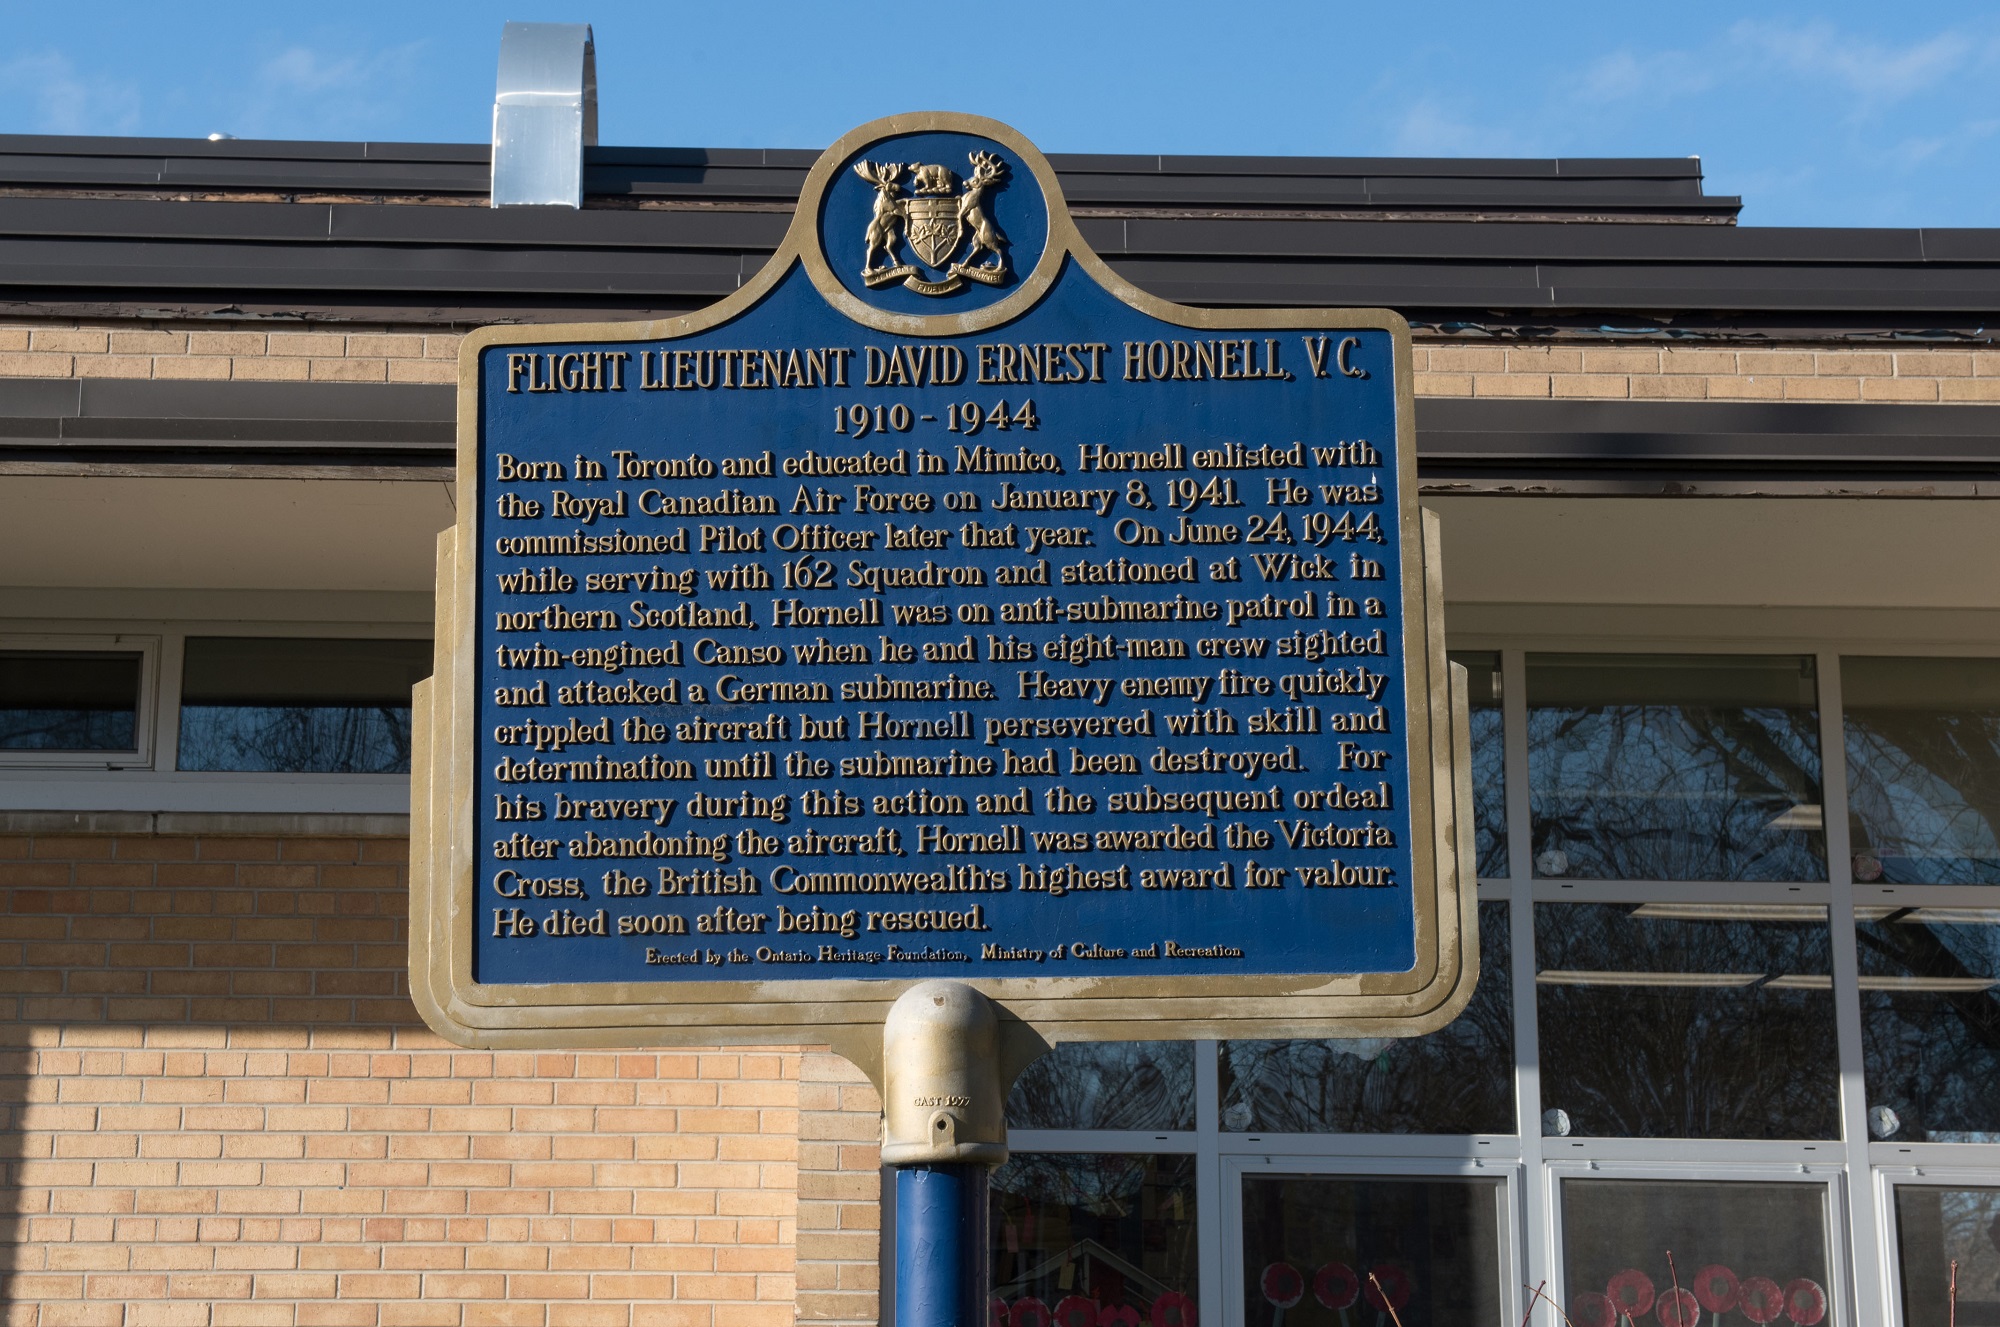 FLIGHT LIEUTENANT DAVID ERNEST HORNELL, V.C.,
1910 - 1944
Born in Toronto and educated in Mimico, Hornell enlisted with
the Royal Canadian Air Force on January 8, 1941. He was
commissioned Pilot Officer later that year. On June 24, 1944,
while serving with 162 Squadron and stationed at Wick in
northern Scotland, Hornell was on anti-submarine patrol in a
twin-engined Canso when he and his eight-man crew sighted
and attacked a German submarine. Heavy enemy fire quickly
crippled the aircraft but Hornell persevered with skill and
determination until the submarine had been destroyed. For
his bravery during this action and the subsequent ordeal
after abandoning the aircraft, Hornell was awarded the Victoria
Cross, the British Commonwealth's highest award for valour.
He died soon after being rescued.
Erected by the Ontario Heritage Foundation, Ministry of Culture and Recreation
CAST 1977